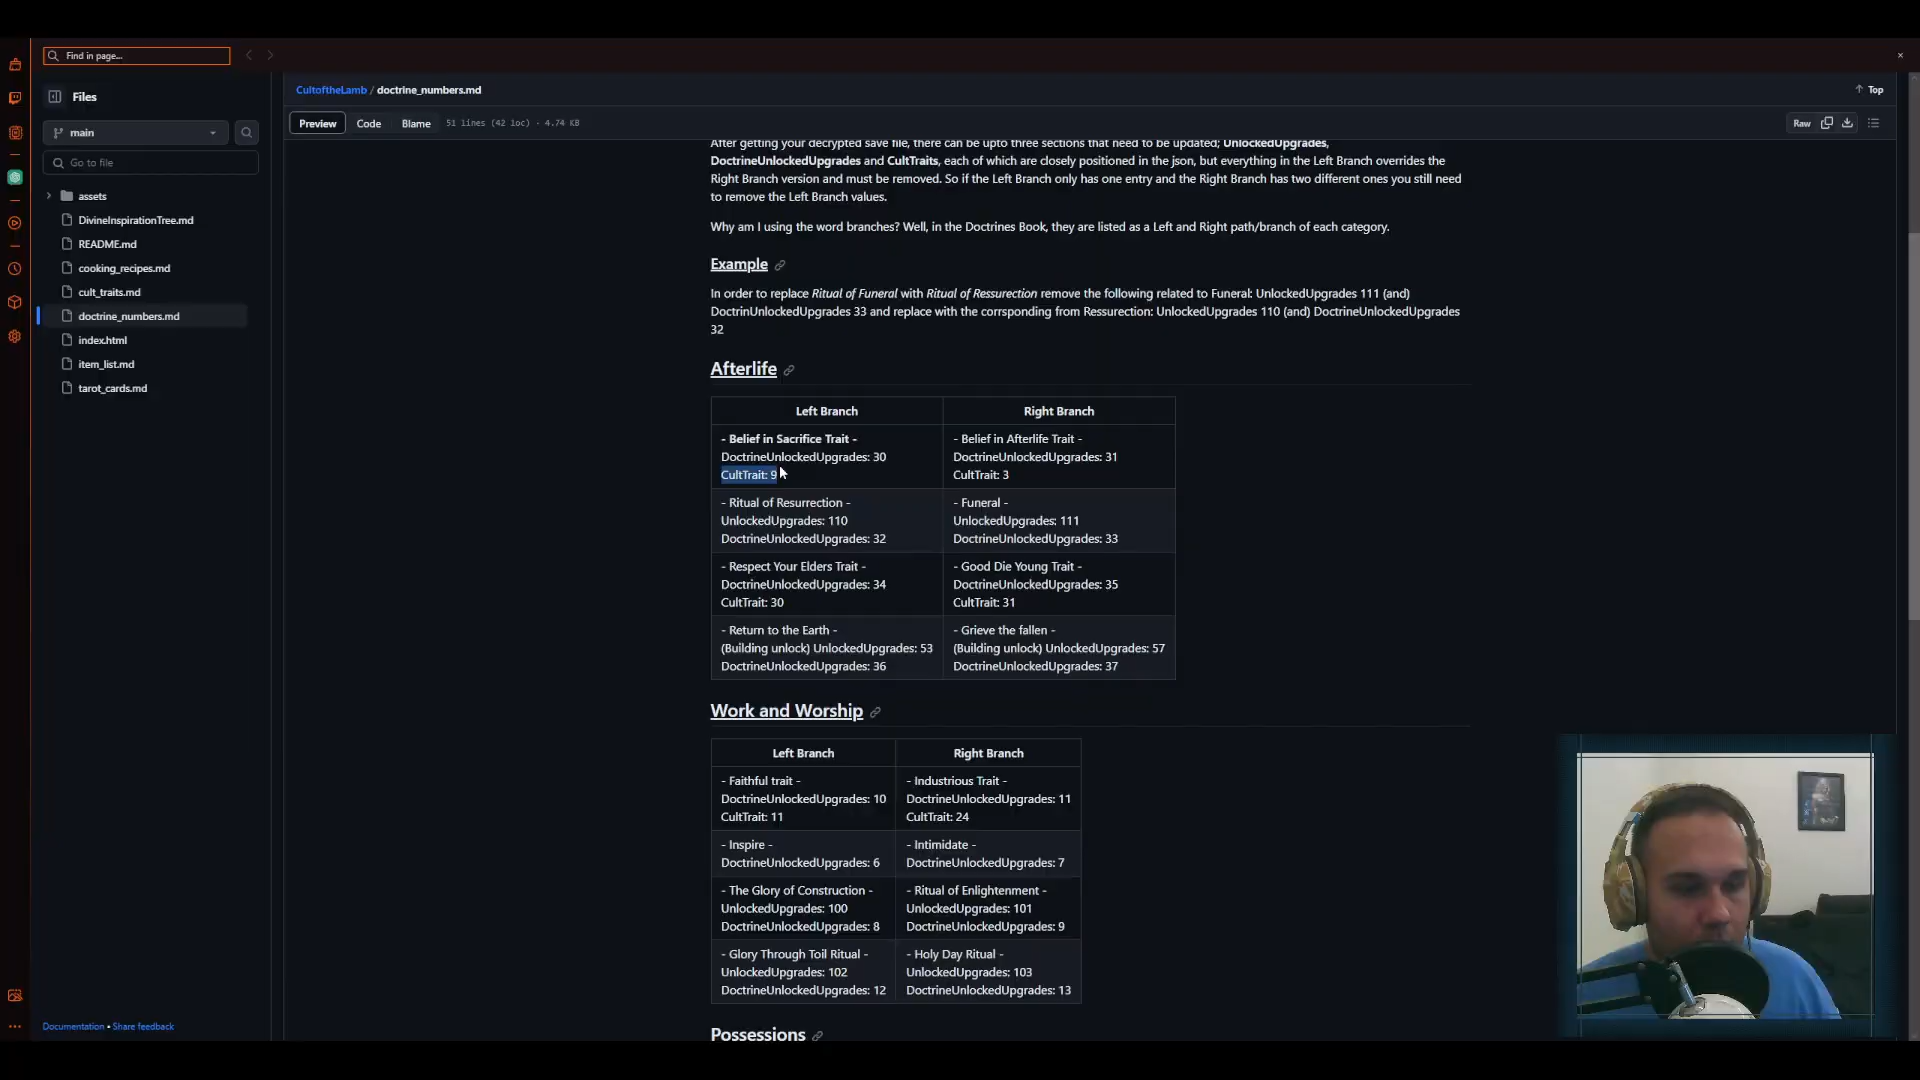 Find in page...
Files
CultoftheLamb / doctrine_numbers.md
Top
main
Preview
Code
Blame
51 lines (42 loc) · 4.74 KB
Raw
Go to file
assets
DivineInspirationTree.md
README.md
cooking_recipes.md
cult_traits.md
doctrine_numbers.md
index.html
item_list.md
tarot_cards.md
Documentation • Share feedback
After getting your decrypted save file, there can be upto three sections that need to be updated; UnlockedUpgrades,
DoctrineUnlockedUpgrades and CultTraits, each of which are closely positioned in the json, but everything in the Left Branch overrides the
Right Branch version and must be removed. So if the Left Branch only has one entry and the Right Branch has two different ones you still need
to remove the Left Branch values.
Why am I using the word branches? Well, in the Doctrines Book, they are listed as a Left and Right path/branch of each category.
Example
In order to replace Ritual of Funeral with Ritual of Ressurection remove the following related to Funeral: UnlockedUpgrades 111 (and)
DoctrinUnlockedUpgrades 33 and replace with the corrsponding from Ressurection: UnlockedUpgrades 110 (and) DoctrineUnlockedUpgrades
32
Afterlife
Left Branch
Right Branch
- Belief in Sacrifice Trait -
DoctrineUnlockedUpgrades: 30
CultTrait: 9
- Belief in Afterlife Trait -
DoctrineUnlockedUpgrades: 31
CultTrait: 3
- Ritual of Resurrection -
UnlockedUpgrades: 110
DoctrineUnlockedUpgrades: 32
- Funeral -
UnlockedUpgrades: 111
DoctrineUnlockedUpgrades: 33
- Respect Your Elders Trait -
DoctrineUnlockedUpgrades: 34
CultTrait: 30
- Good Die Young Trait -
DoctrineUnlockedUpgrades: 35
CultTrait: 31
- Return to the Earth -
(Building unlock) UnlockedUpgrades: 53
DoctrineUnlockedUpgrades: 36
- Grieve the fallen -
(Building unlock) UnlockedUpgrades: 57
DoctrineUnlockedUpgrades: 37
Work and Worship
Left Branch
Right Branch
- Faithful trait -
DoctrineUnlockedUpgrades: 10
CultTrait: 11
- Industrious Trait -
DoctrineUnlockedUpgrades: 11
CultTrait: 24
- Inspire -
DoctrineUnlockedUpgrades: 6
- Intimidate -
DoctrineUnlockedUpgrades: 7
- The Glory of Construction -
UnlockedUpgrades: 100
DoctrineUnlockedUpgrades: 8
- Ritual of Enlightenment -
UnlockedUpgrades: 101
DoctrineUnlockedUpgrades: 9
- Glory Through Toil Ritual -
UnlockedUpgrades: 102
DoctrineUnlockedUpgrades: 12
- Holy Day Ritual -
UnlockedUpgrades: 103
DoctrineUnlockedUpgrades: 13
Possessions